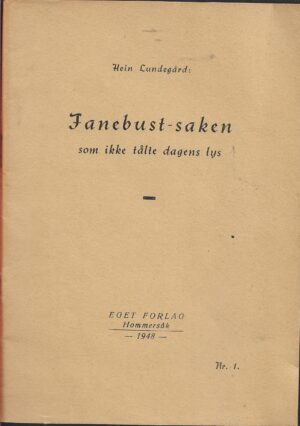 Hein Lundegård:
Fanebust-saken
som ikke tålte dagens lys
EGET FORLAG
Hommersåk
— 1948 —
Nr. 1.